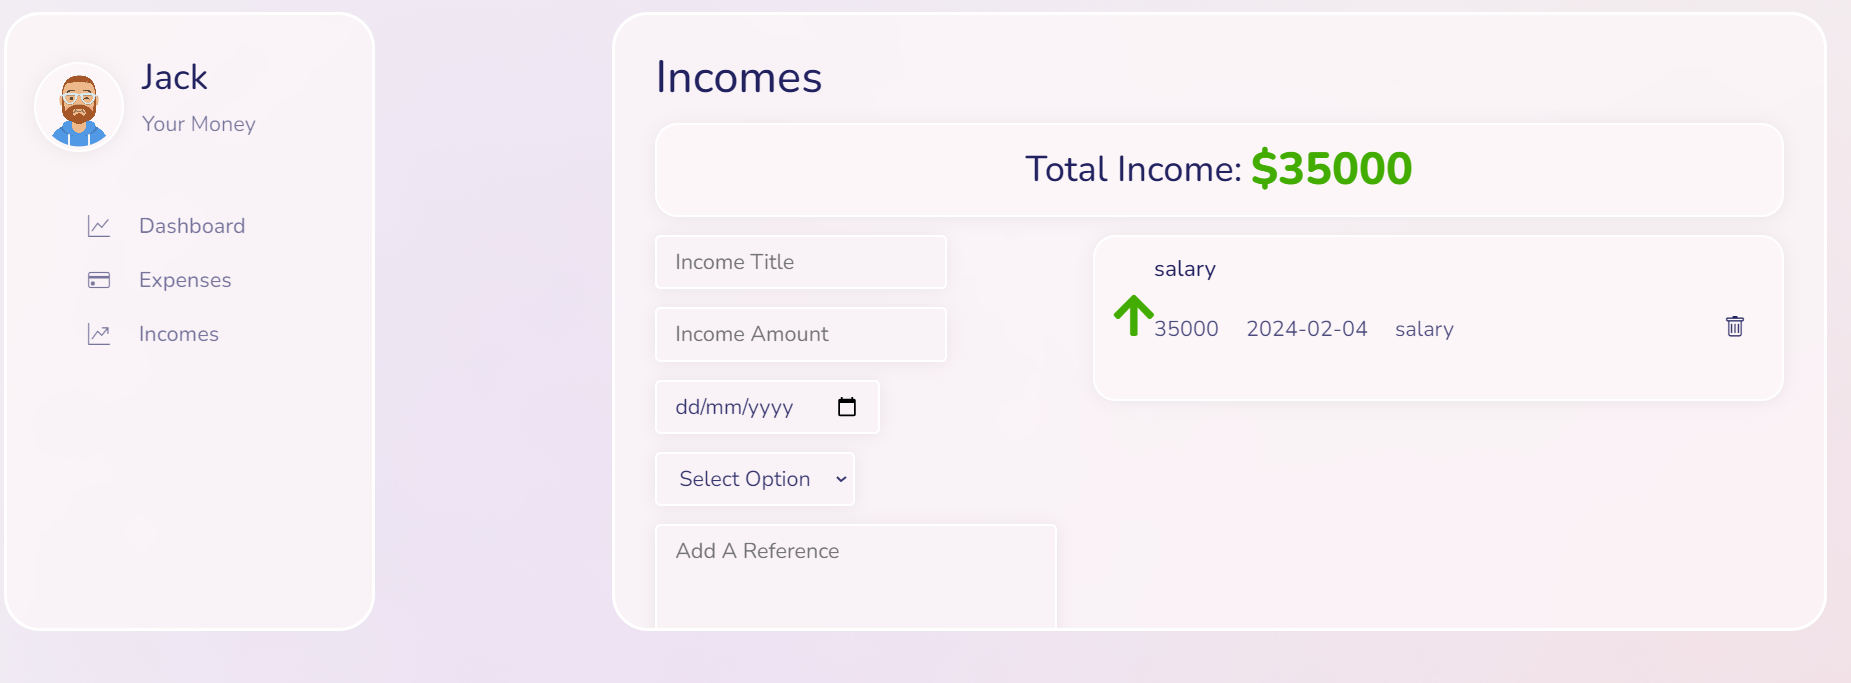 Jack
Your Money
Dashboard
Expenses
Incomes
Incomes
Total Income: $35000
Income Title
Income Amount
dd/mm/yyyy
Select Option
Add A Reference
salary
35000 2024-02-04 salary